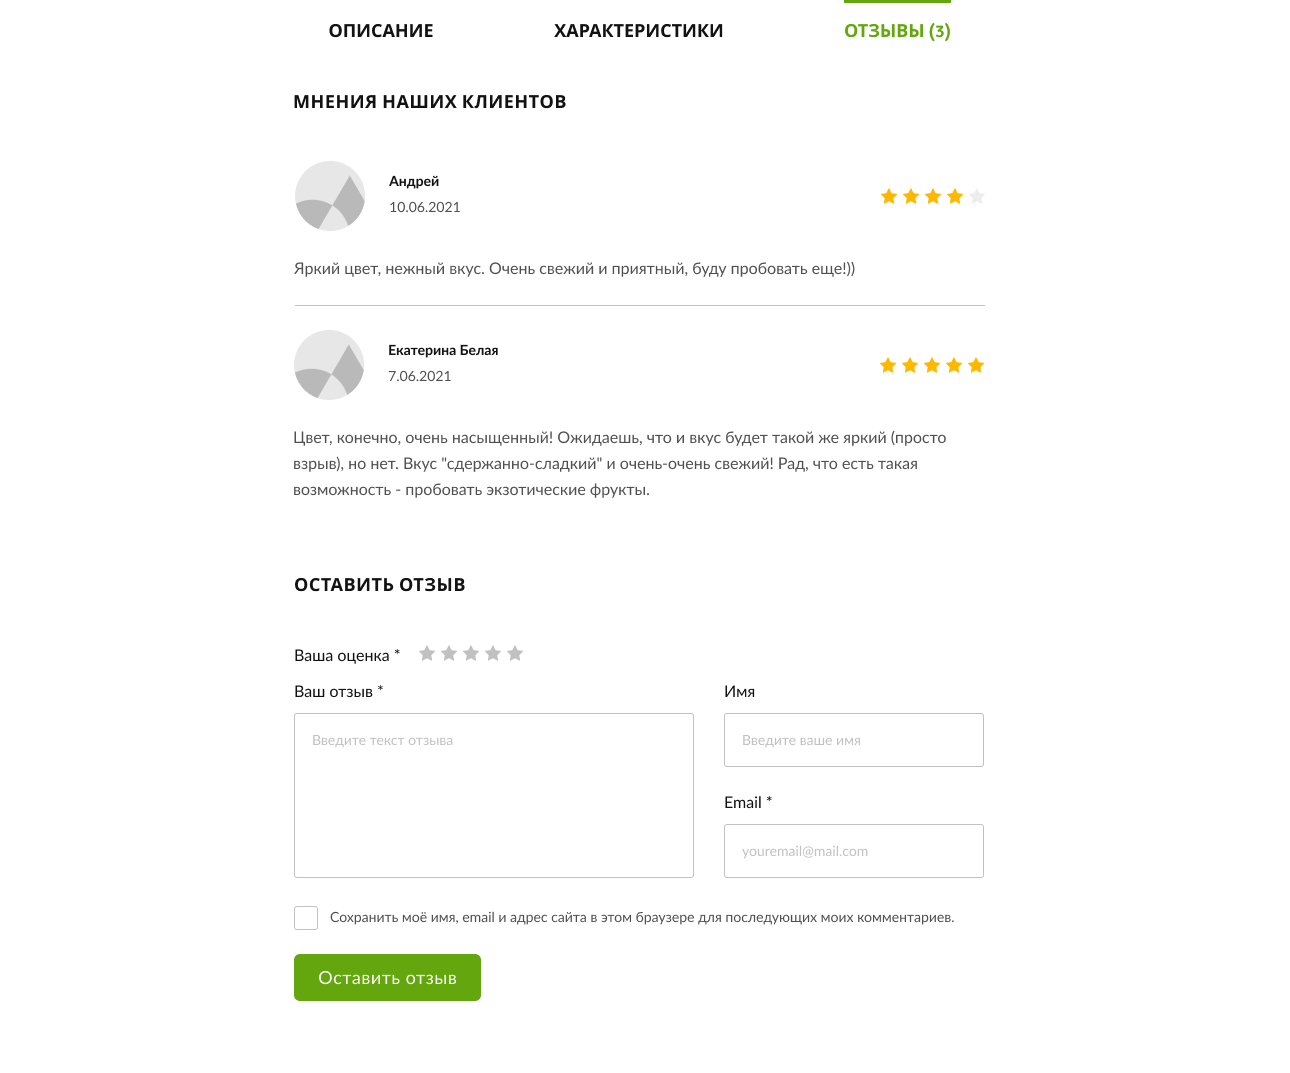 ОПИСАНИЕ ХАРАКТЕРИСТИКИ ОТЗЫВЫ (3)
МНЕНИЯ НАШИХ КЛИЕНТОВ
Андрей
10.06.2021
Яркий цвет, нежный вкус. Очень свежий и приятный, буду пробовать еще!))
Екатерина Белая
7.06.2021
Цвет, конечно, очень насыщенный! Ожидаешь, что и вкус будет такой же яркий (просто
взрыв), но нет. Вкус "сдержанно-сладкий" и очень-очень свежий! Рад, что есть такая
возможность - пробовать экзотические фрукты.
ОСТАВИТЬ ОТЗЫВ
Ваша оценка *
Ваш отзыв *
Введите текст отзыва
Имя
Введите ваше имя
Email *
youremail@mail.com
Сохранить моё имя, email и адрес сайта в этом браузере для последующих моих комментариев.
Оставить отзыв